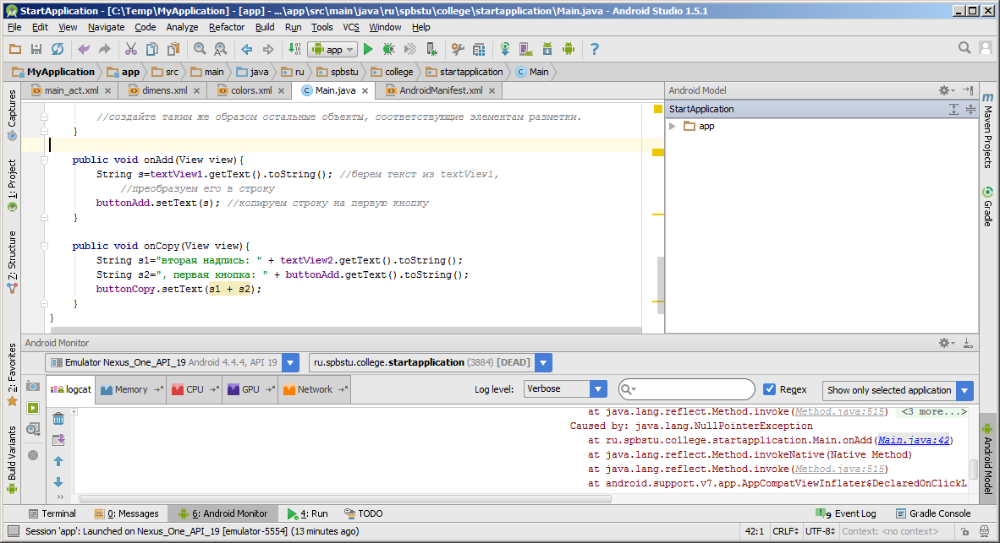 StartApplication - [C:\Temp\MyApplication] - [app] - ...\app\src\main\java\ru\spbstu\college\startapplication\Main.java - Android Studio 1.5.1
File Edit View Navigate Code Analyze Refactor Build Run Tools VCS Window Help
app
MyApplication app src main java ru spbstu college startapplication Main
main_act.xml dimens.xml colors.xml Main.java AndroidManifest.xml
Captures
1: Project
7: Structure
2: Favorites
Build Variants
//создайте таким же образом остальные объекты, соответствующие элементам разметки.
}
public void onAdd(View view){
String s=textView1.getText().toString(); //берем текст из textView1,
//преобразуем его в строку
buttonAdd.setText(s); //копируем строку на первую кнопку
}
public void onCopy(View view){
String s1="вторая надпись: " + textView2.getText().toString();
String s2=", первая кнопка: " + buttonAdd.getText().toString();
buttonCopy.setText(s1 + s2);
}
}
Android Model
StartApplication
app
Maven Projects
Gradle
Android Model
Android Monitor
Emulator Nexus_One_API_19 Android 4.4.4, API 19 ru.spbstu.college.startapplication (3884) [DEAD]
logcat Memory CPU GPU Network Log level: Verbose Regex Show only selected application
at java.lang.reflect.Method.invoke(Method.java:515) <3 more...>
Caused by: java.lang.NullPointerException
at ru.spbstu.college.startapplication.Main.onAdd(Main.java:42)
at java.lang.reflect.Method.invokeNative(Native Method)
at java.lang.reflect.Method.invoke(Method.java:515)
at android.support.v7.app.AppCompatViewInflater$DeclaredOnClickL
Terminal 0: Messages 6: Android Monitor 4: Run TODO 9 Event Log Gradle Console
Session 'app': Launched on Nexus_One_API_19 [emulator-5554] (13 minutes ago) 42:1 CRLF UTF-8 Context: <no context>